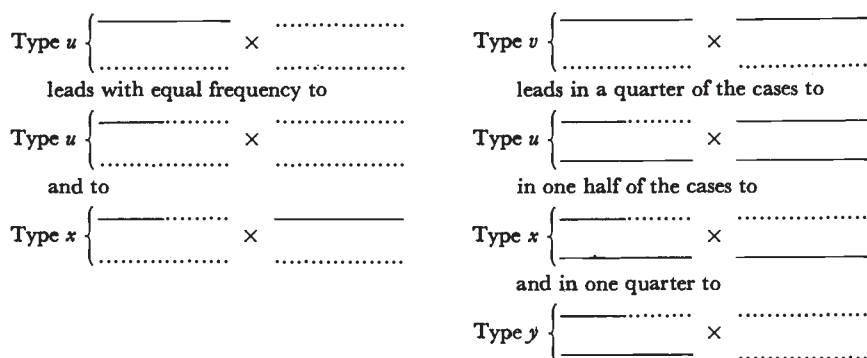 Type u ×
leads with equal frequency to
Type u ×
and to
Type x ×
Type v ×
leads in a quarter of the cases to
Type u ×
in one half of the cases to
Type x ×
and in one quarter to
Type y ×